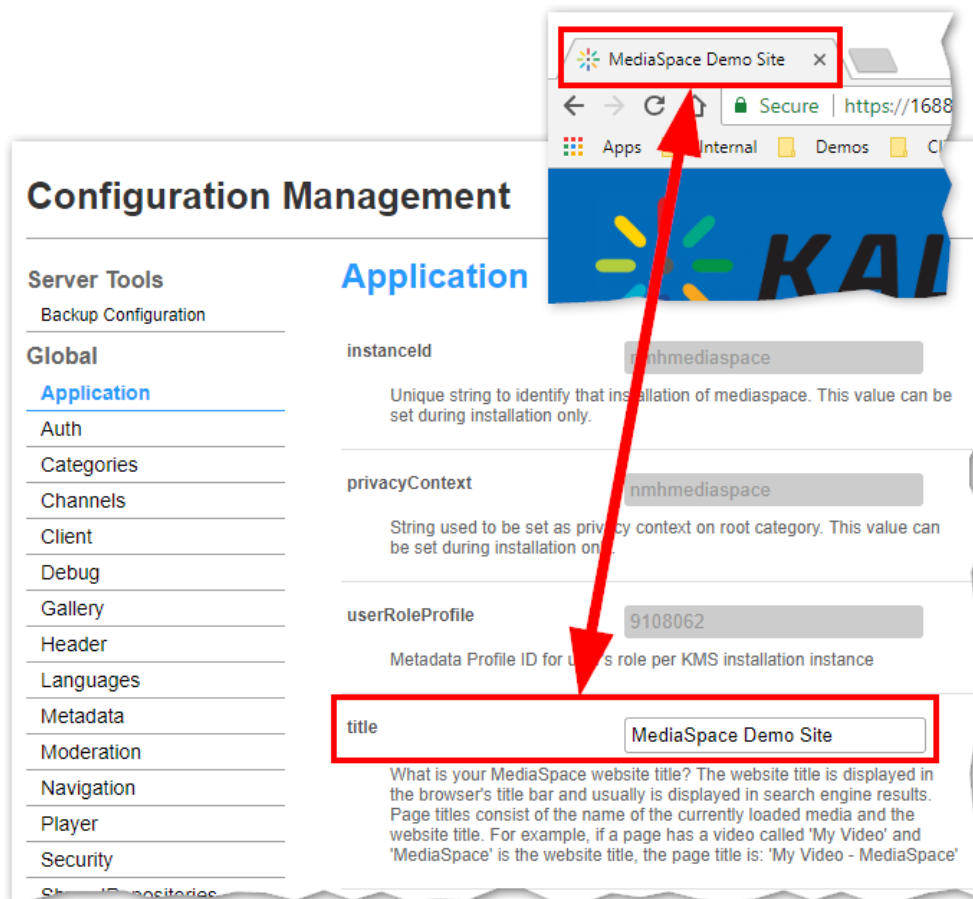 MediaSpace Demo Site
Secure | https://1688
Apps Internal Demos
KAL
Configuration Management
Server Tools
Backup Configuration
Global
Application
Auth
Categories
Channels
Client
Debug
Gallery
Header
Languages
Metadata
Moderation
Navigation
Player
Security
Application
instanceId
nmhmediaspace
Unique string to identify that installation of mediaspace. This value can be
set during installation only.
privacyContext
nmhmediaspace
String used to be set as privacy context on root category. This value can
be set during installation only.
userRoleProfile
9108062
Metadata Profile ID for user's role per KMS installation instance
title
MediaSpace Demo Site
What is your MediaSpace website title? The website title is displayed in
the browser's title bar and usually is displayed in search engine results.
Page titles consist of the name of the currently loaded media and the
website title. For example, if a page has a video called 'My Video' and
'MediaSpace' is the website title, the page title is: 'My Video - MediaSpace'